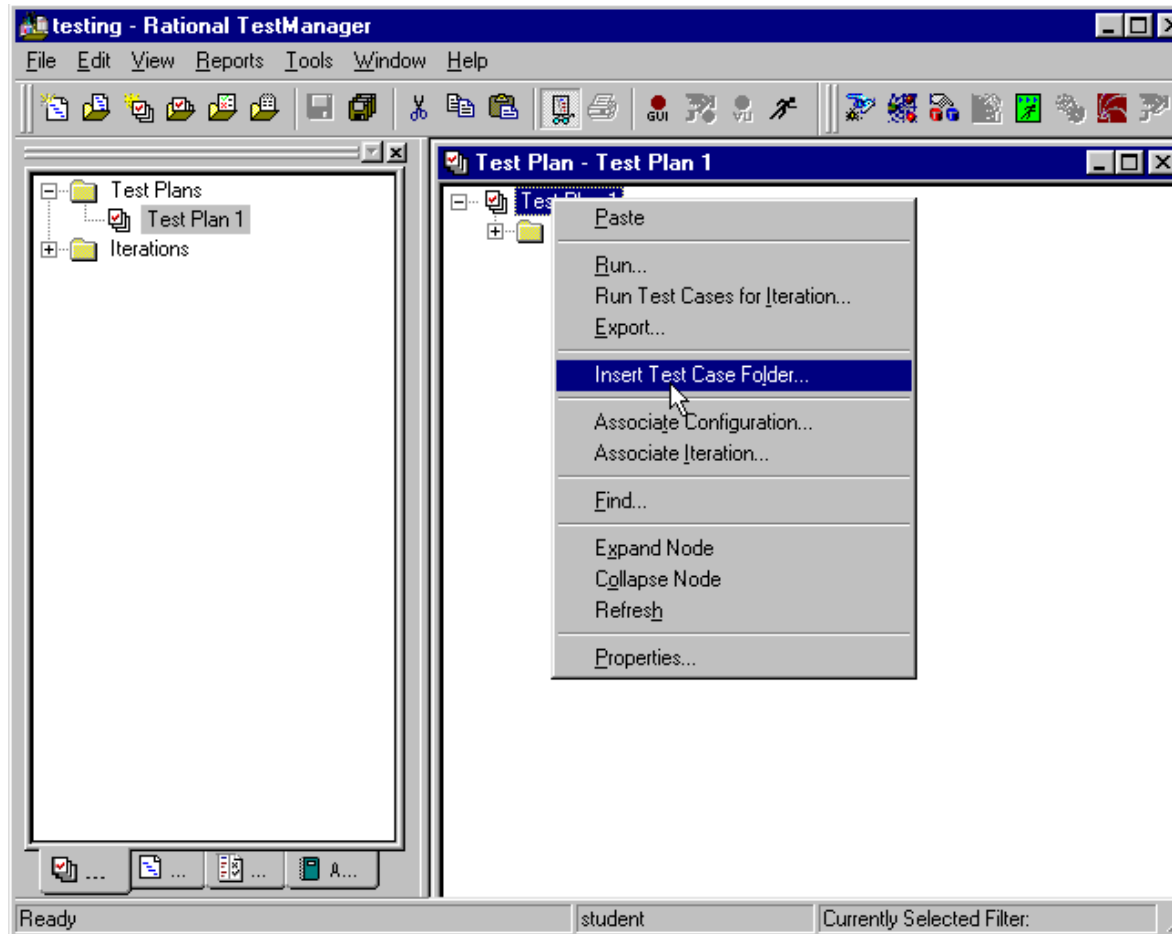 testing - Rational TestManager
File Edit View Reports Tools Window Help
GUI VU
Test Plans
Test Plan 1
Iterations
... ... ... A...
Test Plan - Test Plan 1
Paste
Run...
Run Test Cases for Iteration...
Export...
Insert Test Case Folder...
Associate Configuration...
Associate Iteration...
Find...
Expand Node
Collapse Node
Refresh
Properties...
Ready student Currently Selected Filter: